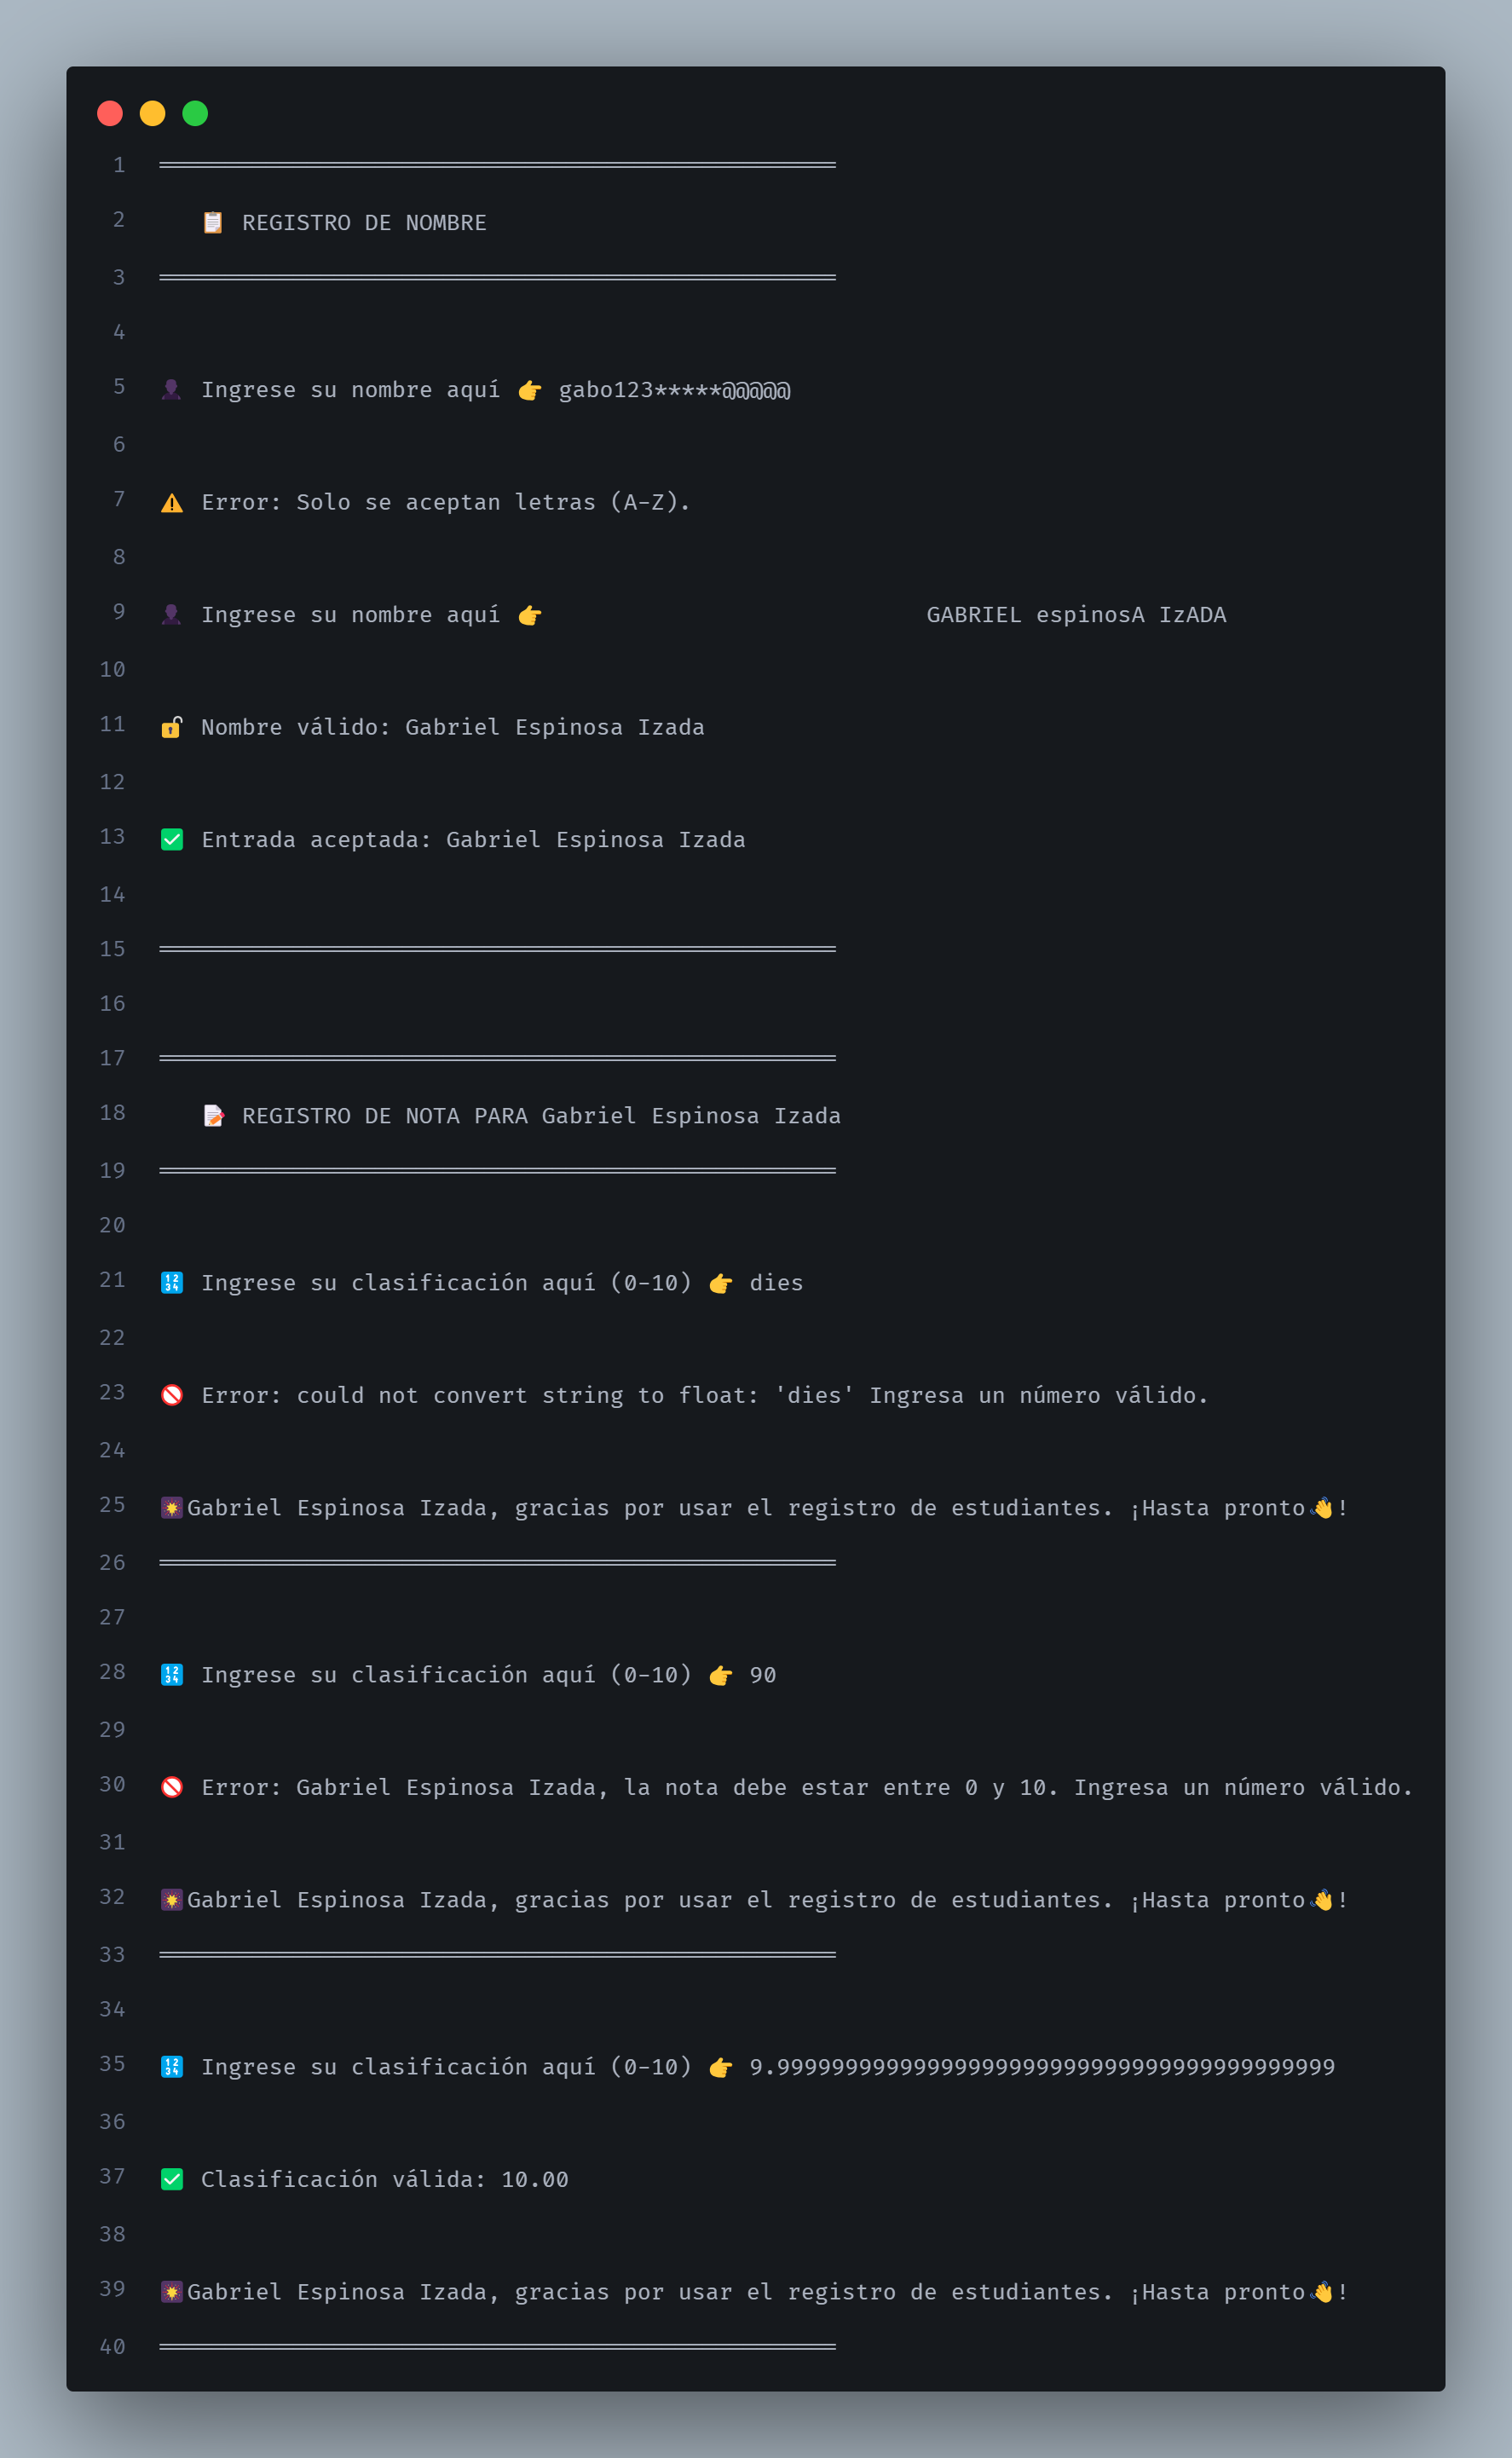 1 ══════════════════════════════════════════════════
2 📋 REGISTRO DE NOMBRE
3 ══════════════════════════════════════════════════
4
5 👤 Ingrese su nombre aquí 👉 gabo123*****@@@@@
6
7 ⚠️ Error: Solo se aceptan letras (A-Z).
8
9 👤 Ingrese su nombre aquí 👉                             GABRIEL espinosA IzADA
10
11 🔓 Nombre válido: Gabriel Espinosa Izada
12
13 ✅ Entrada aceptada: Gabriel Espinosa Izada
14
15 ══════════════════════════════════════════════════
16
17 ══════════════════════════════════════════════════
18 📝 REGISTRO DE NOTA PARA Gabriel Espinosa Izada
19 ══════════════════════════════════════════════════
20
21 🔢 Ingrese su clasificación aquí (0-10) 👉 dies
22
23 🚫 Error: could not convert string to float: 'dies' Ingresa un número válido.
24
25 🎇Gabriel Espinosa Izada, gracias por usar el registro de estudiantes. ¡Hasta pronto👋!
26 ══════════════════════════════════════════════════
27
28 🔢 Ingrese su clasificación aquí (0-10) 👉 90
29
30 🚫 Error: Gabriel Espinosa Izada, la nota debe estar entre 0 y 10. Ingresa un número válido.
31
32 🎇Gabriel Espinosa Izada, gracias por usar el registro de estudiantes. ¡Hasta pronto👋!
33 ══════════════════════════════════════════════════
34
35 🔢 Ingrese su clasificación aquí (0-10) 👉 9.99999999999999999999999999999999999999999
36
37 ✅ Clasificación válida: 10.00
38
39 🎇Gabriel Espinosa Izada, gracias por usar el registro de estudiantes. ¡Hasta pronto👋!
40 ══════════════════════════════════════════════════